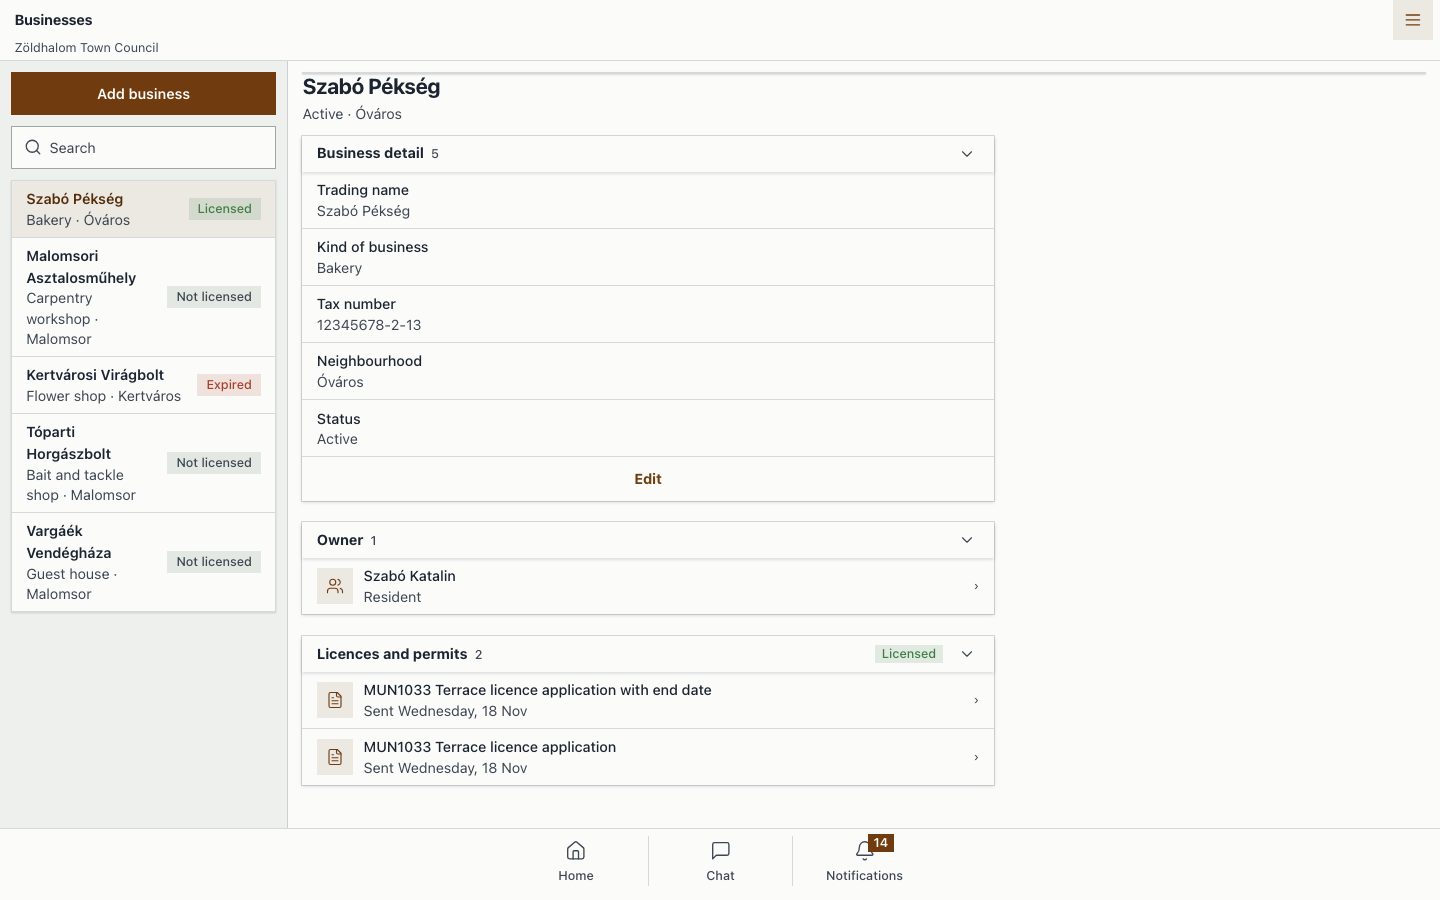 Businesses
Zöldhalom Town Council
Add business
Search
Szabó Pékség
Bakery · Óváros
Licensed
Malomsori
Asztalosműhely
Carpentry
workshop ·
Malomsor
Not licensed
Kertvárosi Virágbolt
Flower shop · Kertváros
Expired
Tóparti
Horgászbolt
Bait and tackle
shop · Malomsor
Not licensed
Vargáék
Vendégháza
Guest house ·
Malomsor
Not licensed
Szabó Pékség
Active · Óváros
Business detail 5
Trading name
Szabó Pékség
Kind of business
Bakery
Tax number
12345678-2-13
Neighbourhood
Óváros
Status
Active
Edit
Owner 1
Szabó Katalin
Resident
Licences and permits 2
Licensed
MUN1033 Terrace licence application with end date
Sent Wednesday, 18 Nov
MUN1033 Terrace licence application
Sent Wednesday, 18 Nov
Home
Chat
14
Notifications